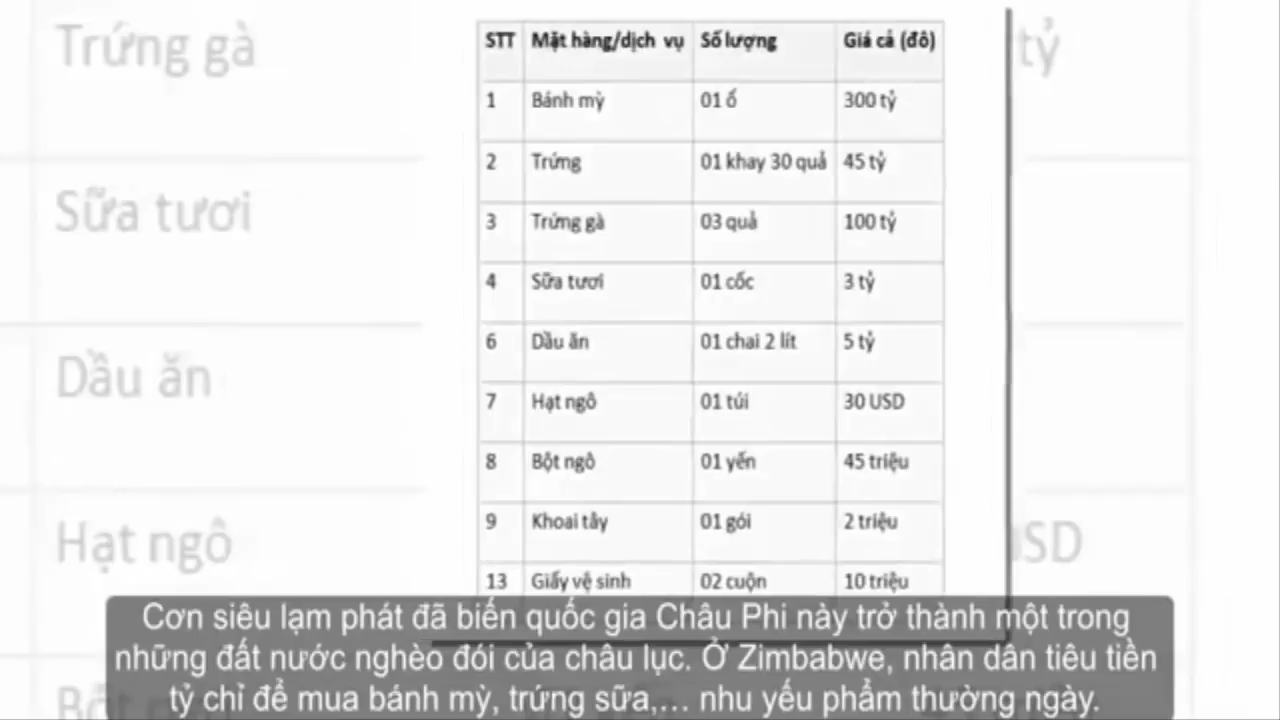 STT Mặt hàng/dịch vụ Số lượng Giá cả (đô)
1 Bánh mỳ 01 ổ 300 tỷ
2 Trứng 01 khay 30 quả 45 tỷ
3 Trứng gà 03 quả 100 tỷ
4 Sữa tươi 01 cốc 3 tỷ
6 Dầu ăn 01 chai 2 lít 5 tỷ
7 Hạt ngô 01 túi 30 USD
8 Bột ngô 01 yến 45 triệu
9 Khoai tây 01 gói 2 triệu
13 Giấy vệ sinh 02 cuộn 10 triệu
Trứng gà
tỷ
Sữa tươi
Dầu ăn
Hạt ngô
Cơn siêu lạm phát đã biến quốc gia Châu Phi này trở thành một trong
những đất nước nghèo đói của châu lục. Ở Zimbabwe, nhân dân tiêu tiền
tỷ chỉ để mua bánh mỳ, trứng sữa,... nhu yếu phẩm thường ngày.